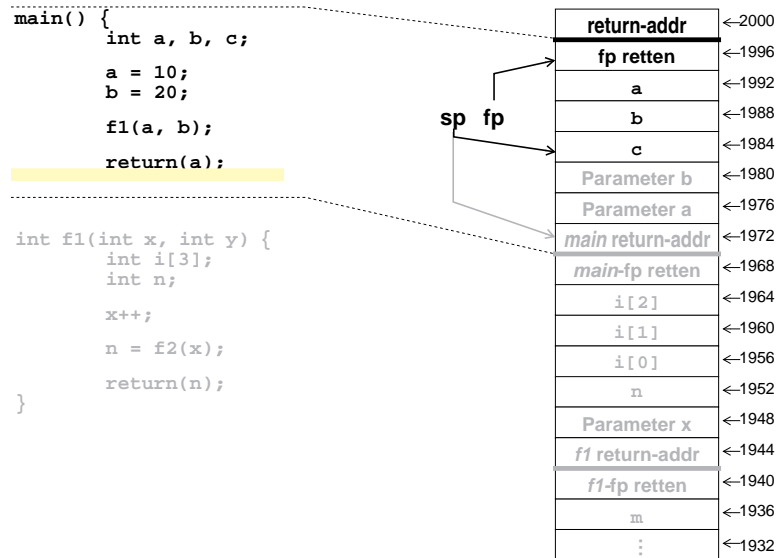 main() {
int a, b, c;
a = 10;
b = 20;
f1(a, b);
return(a);
int f1(int x, int y) {
int i[3];
int n;
x++;
n = f2(x);
return(n);
}
sp fp
return-addr ←2000
fp retten ←1996
a ←1992
b ←1988
c ←1984
Parameter b ←1980
Parameter a ←1976
main return-addr ←1972
main-fp retten ←1968
i[2] ←1964
i[1] ←1960
i[0] ←1956
n ←1952
Parameter x ←1948
f1 return-addr ←1944
f1-fp retten ←1940
m ←1936
⋮ ←1932